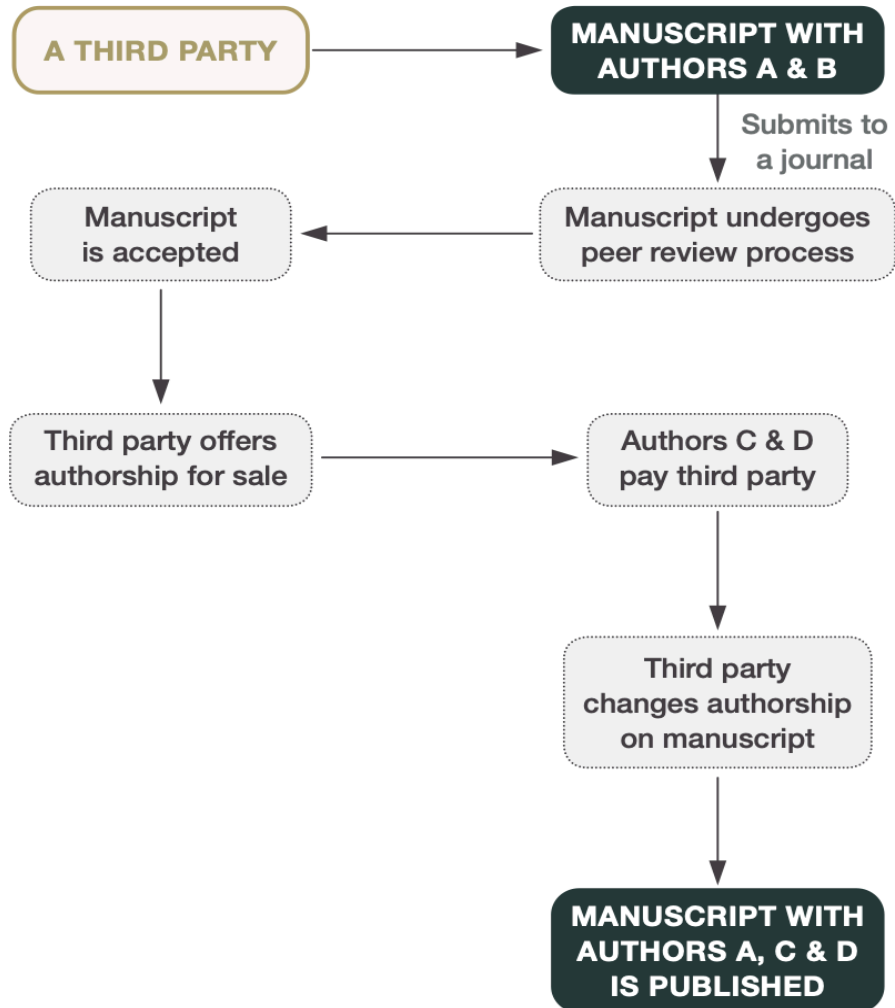 A THIRD PARTY
MANUSCRIPT WITH
AUTHORS A & B
Submits to
a journal
Manuscript undergoes
peer review process
Manuscript
is accepted
Third party offers
authorship for sale
Authors C & D
pay third party
Third party
changes authorship
on manuscript
MANUSCRIPT WITH
AUTHORS A, C & D
IS PUBLISHED